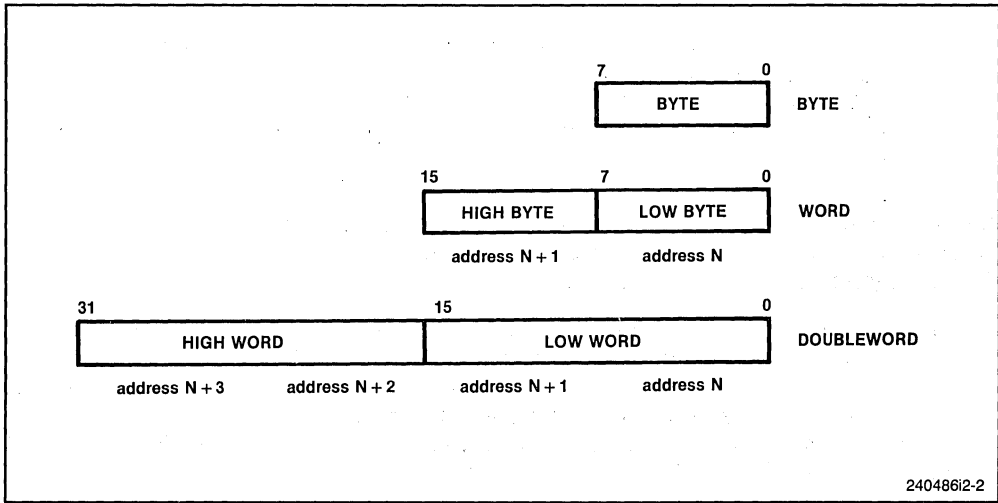 7 0
BYTE BYTE
15 7 0
HIGH BYTE LOW BYTE WORD
address N + 1 address N
31 15 0
HIGH WORD LOW WORD DOUBLEWORD
address N + 3 address N + 2 address N + 1 address N
240486i2-2